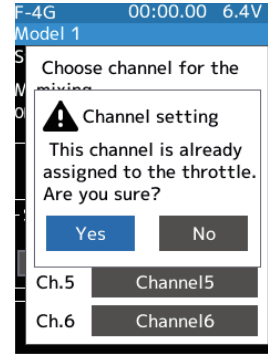 F-4G 00:00.00 6.4V
Model 1
Choose channel for the
mixing
Channel setting
This channel is already
assigned to the throttle.
Are you sure?
Yes No
Ch.5 Channel5
Ch.6 Channel6